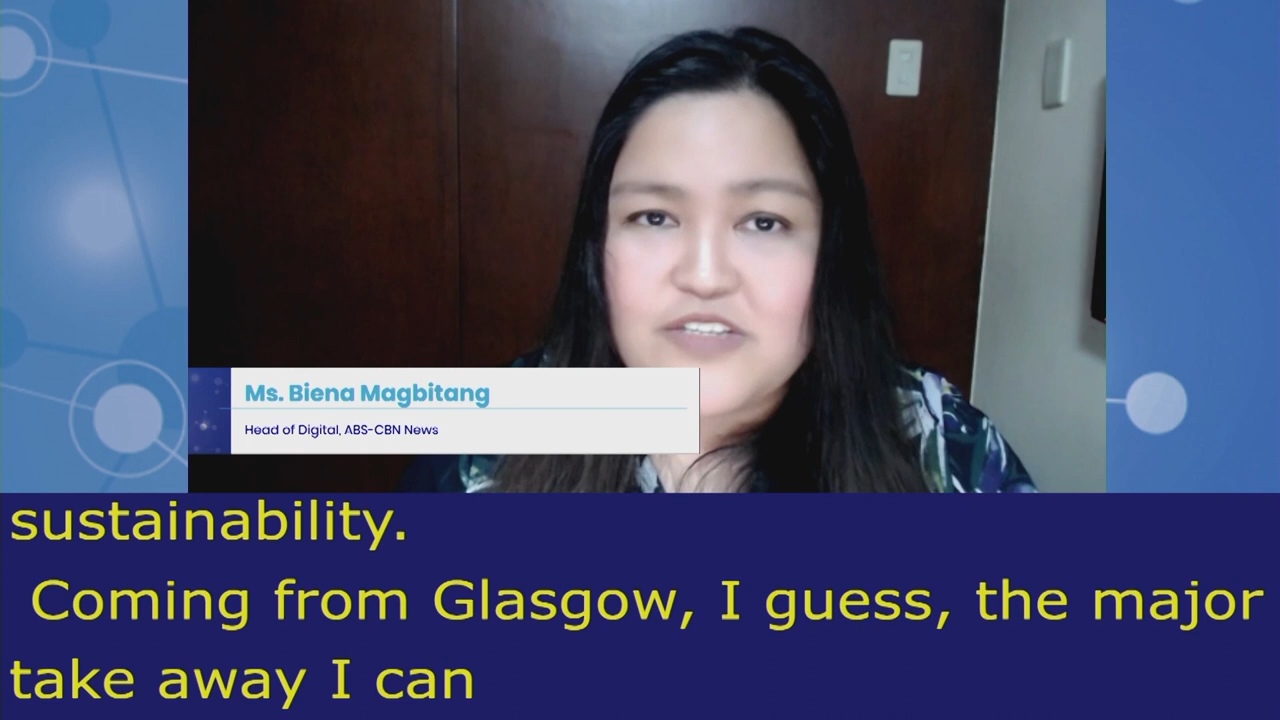 Ms. Biena Magbitang
Head of Digital, ABS-CBN News
sustainability.
Coming from Glasgow, I guess, the major
take away I can